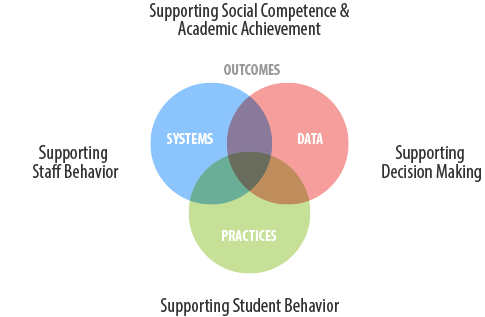 Supporting Social Competence &
Academic Achievement
OUTCOMES
SYSTEMS
DATA
Supporting
Staff Behavior
Supporting
Decision Making
PRACTICES
Supporting Student Behavior